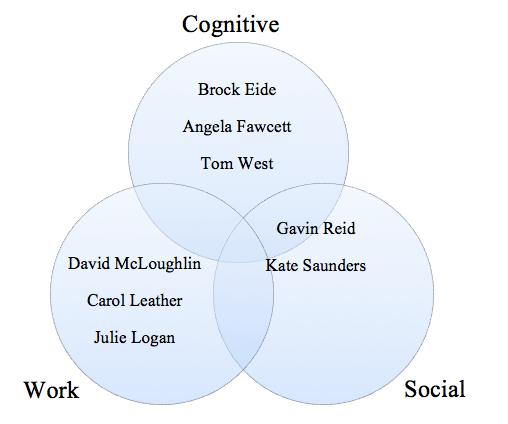 Cognitive
Brock Eide
Angela Fawcett
Tom West
Gavin Reid
Kate Saunders
David McLoughlin
Carol Leather
Julie Logan
Work
Social